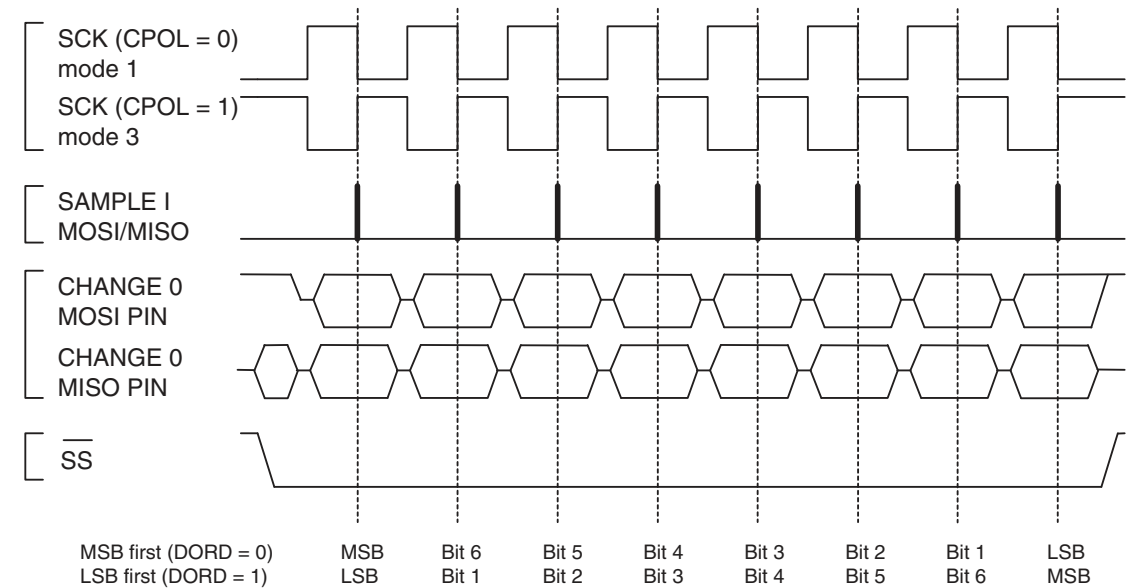 SCK (CPOL = 0)
mode 1
SCK (CPOL = 1)
mode 3
SAMPLE I
MOSI/MISO
CHANGE 0
MOSI PIN
CHANGE 0
MISO PIN
SS
MSB first (DORD = 0) MSB Bit 6 Bit 5 Bit 4 Bit 3 Bit 2 Bit 1 LSB
LSB first (DORD = 1) LSB Bit 1 Bit 2 Bit 3 Bit 4 Bit 5 Bit 6 MSB